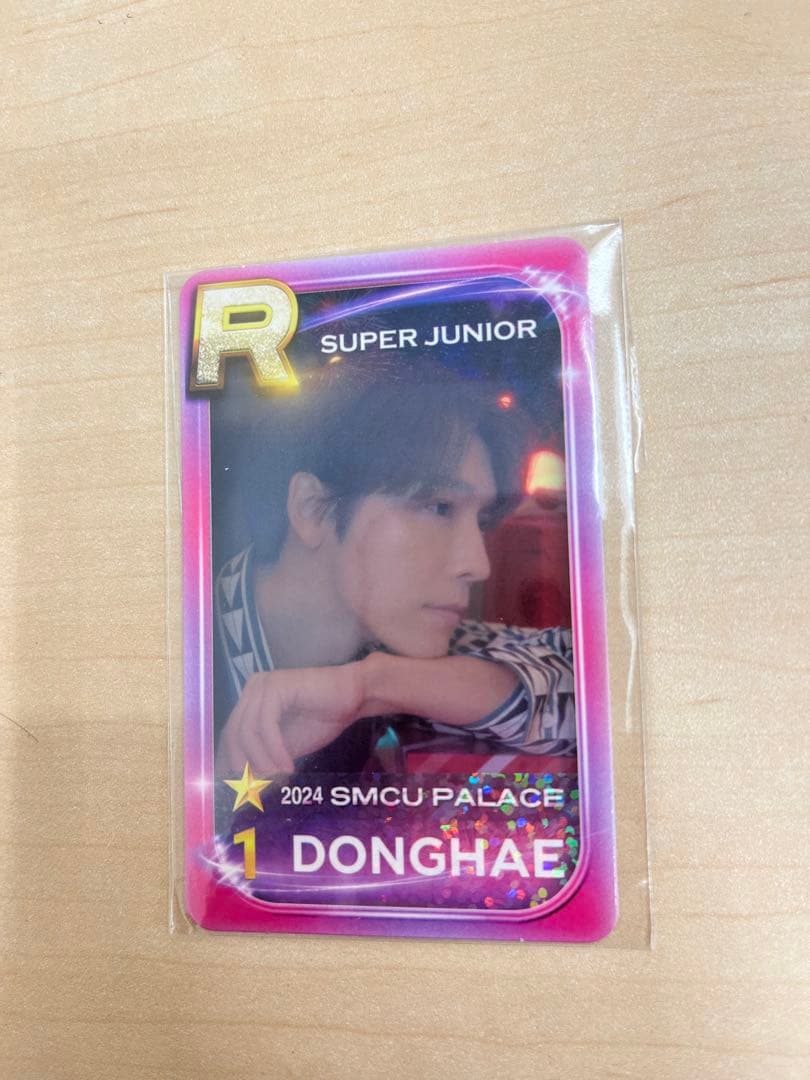 R
SUPER JUNIOR
2024 SMCU PALACE
1 DONGHAE